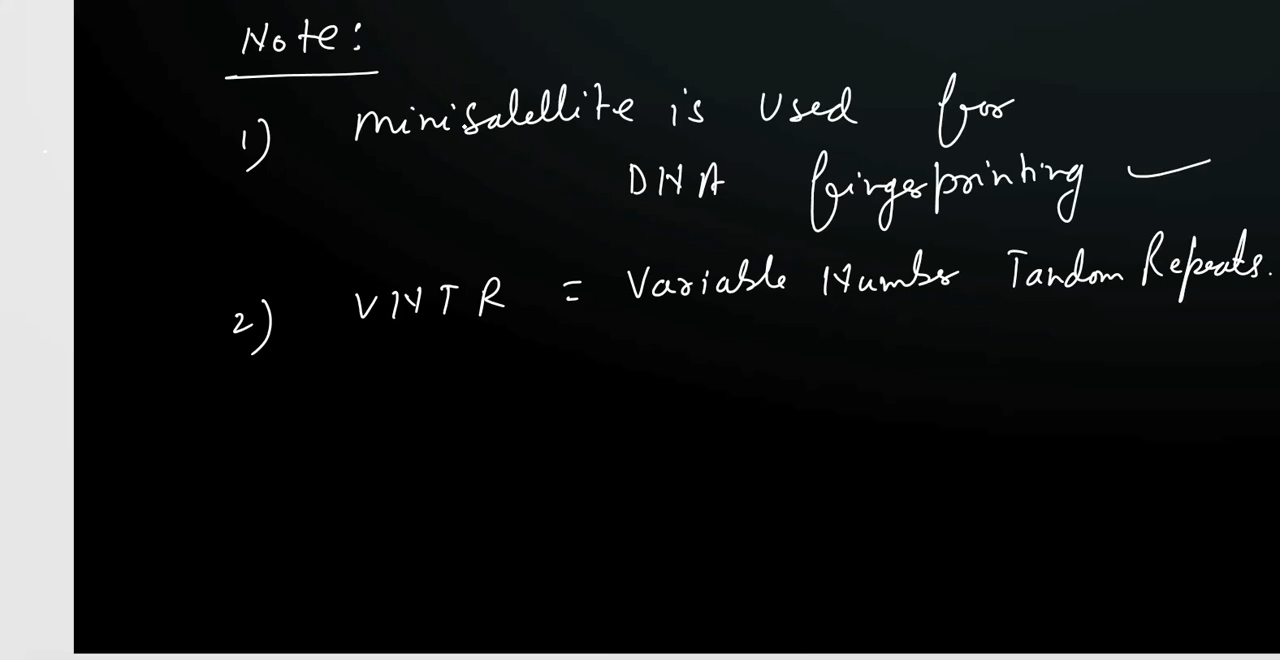 Note:
1) minisatellite is used for
DNA fingerprinting
2) VNTR = Variable Number Tandom Repeats.